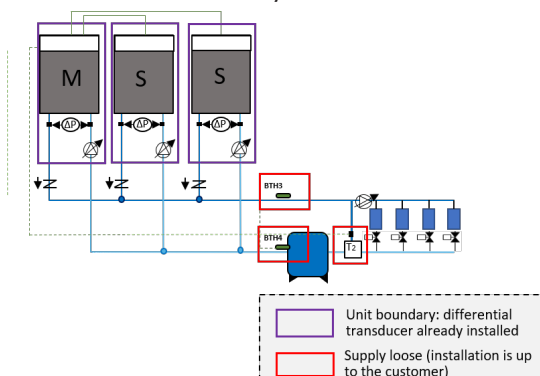 M S S
ΔP ΔP ΔP
BTH3
BTH4
T2
Unit boundary: differential
transducer already installed
Supply loose (installation is up
to the customer)